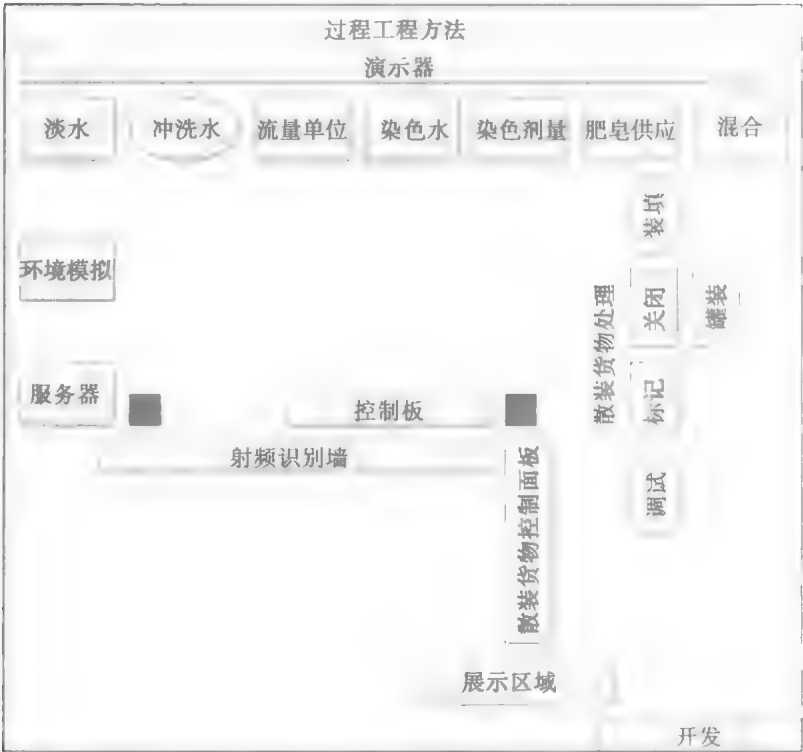 过程工程方法
演示器
淡水
冲洗水
流量单位
染色水
染色剂量
肥皂供应
混合
装填
环境模拟
散装货物处理
关闭
罐装
服务器
控制板
标记
射频识别墙
散装货物控制面板
调试
展示区域
开发